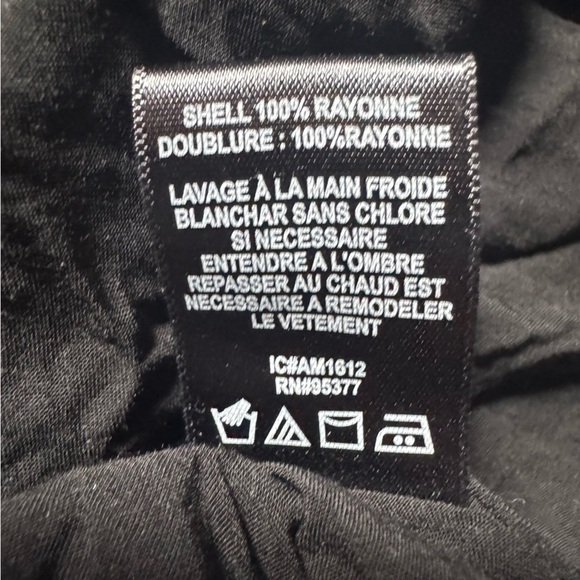 SHELL 100% RAYONNE
DOUBLURE : 100%RAYONNE
LAVAGE À LA MAIN FROIDE
BLANCHAR SANS CHLORE
SI NECESSAIRE
ENTENDRE A L'OMBRE
REPASSER AU CHAUD EST
NECESSAIRE A REMODELER
LE VETEMENT
IC#AM1612
RN#95377